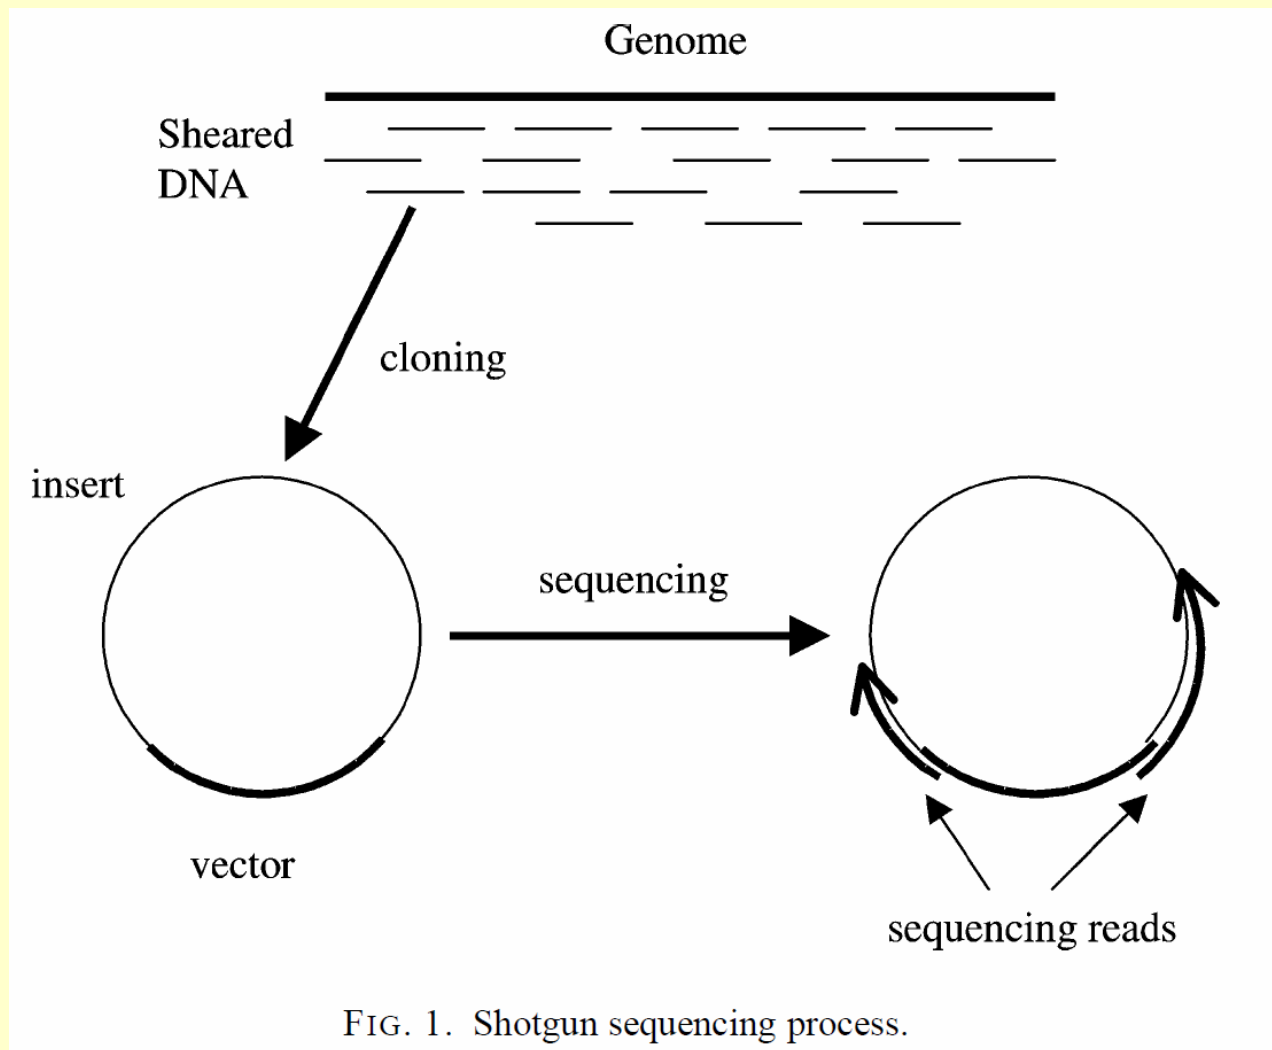 Genome
Sheared
DNA
cloning
insert
sequencing
vector
sequencing reads
FIG. 1. Shotgun sequencing process.